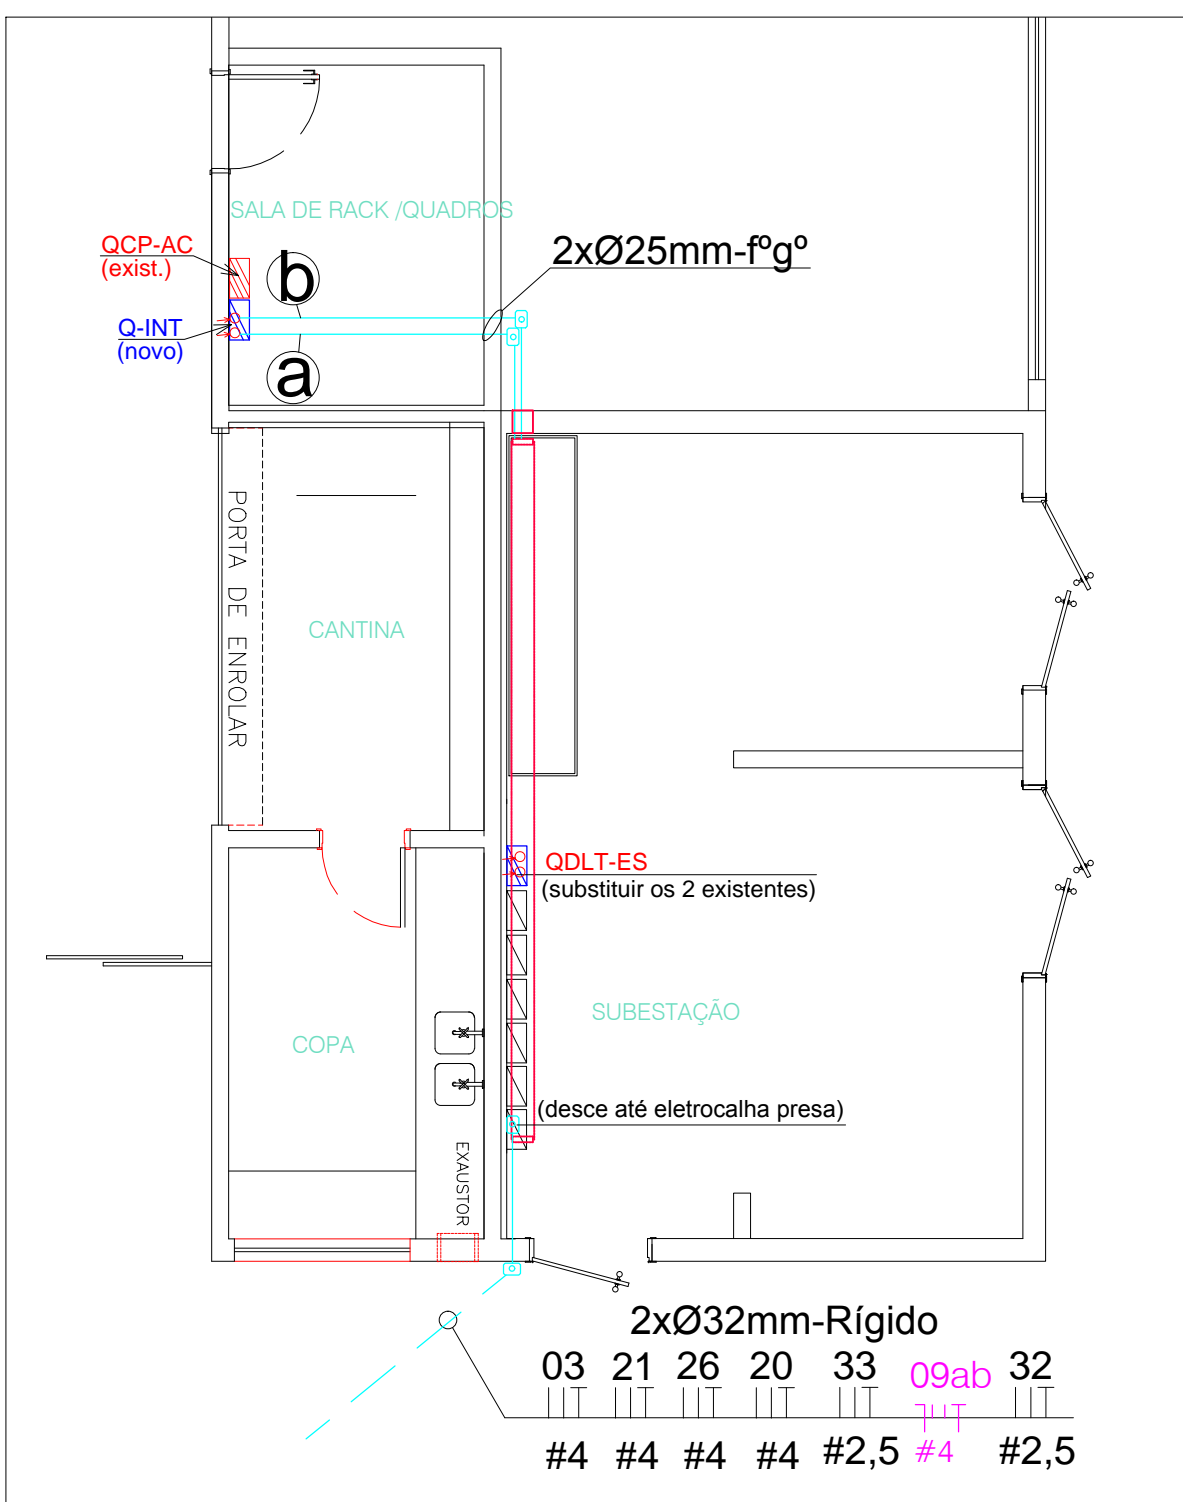 SALA DE RACK /QUADROS
QCP-AC
(exist.)
b
2xØ25mm-fºgº
Q-INT
(novo)
a
PORTA DE ENROLAR
CANTINA
QDLT-ES
(substituir os 2 existentes)
SUBESTAÇÃO
COPA
(desce até eletrocalha presa)
EXAUSTOR
2xØ32mm-Rígido
03 21 26 20 33 09ab 32
#4 #4 #4 #4 #2,5 #4 #2,5